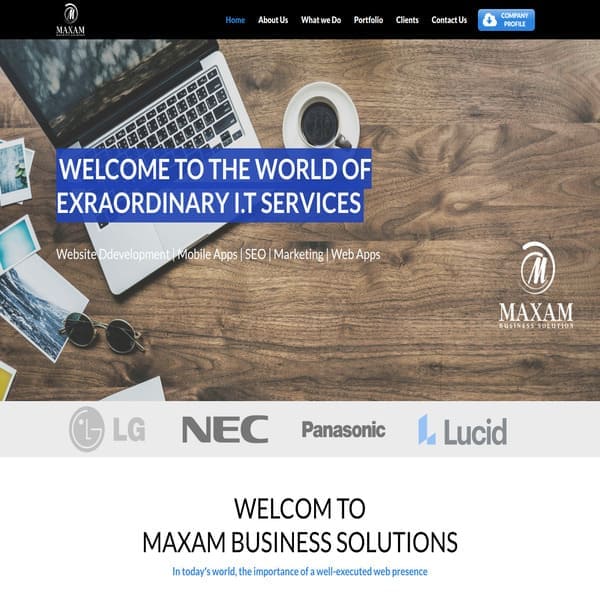 MAXAM
BUSINESS SOLUTION
Home About Us What we Do Portfolio Clients Contact Us COMPANY PROFILE
WELCOME TO THE WORLD OF
EXRAORDINARY I.T SERVICES
Website Ddevelopment | Mobile Apps | SEO | Marketing | Web Apps
MAXAM
BUSINESS SOLUTION
LG NEC Panasonic Lucid
WELCOM TO
MAXAM BUSINESS SOLUTIONS
In today's world, the importance of a well-executed web presence